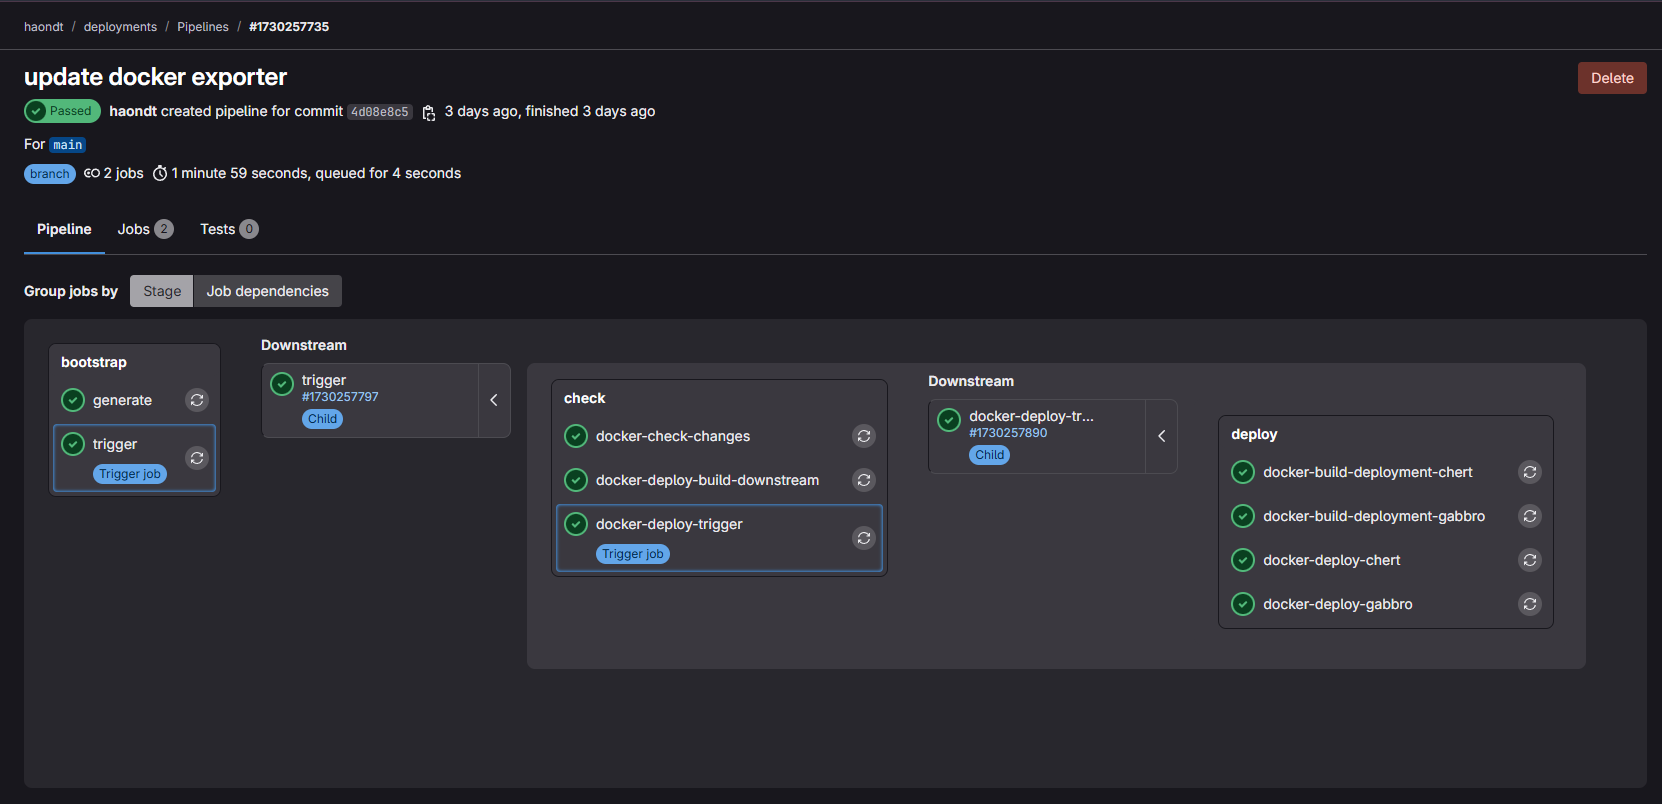 haondt / deployments / Pipelines / #1730257735
update docker exporter
Delete
Passed haondt created pipeline for commit 4d08e8c5 3 days ago, finished 3 days ago
For main
branch 2 jobs 1 minute 59 seconds, queued for 4 seconds
Pipeline Jobs 2 Tests 0
Group jobs by Stage Job dependencies
bootstrap
generate
trigger
Trigger job
Downstream
trigger
#1730257797
Child
check
docker-check-changes
docker-deploy-build-downstream
docker-deploy-trigger
Trigger job
Downstream
docker-deploy-tr...
#1730257890
Child
deploy
docker-build-deployment-chert
docker-build-deployment-gabbro
docker-deploy-chert
docker-deploy-gabbro